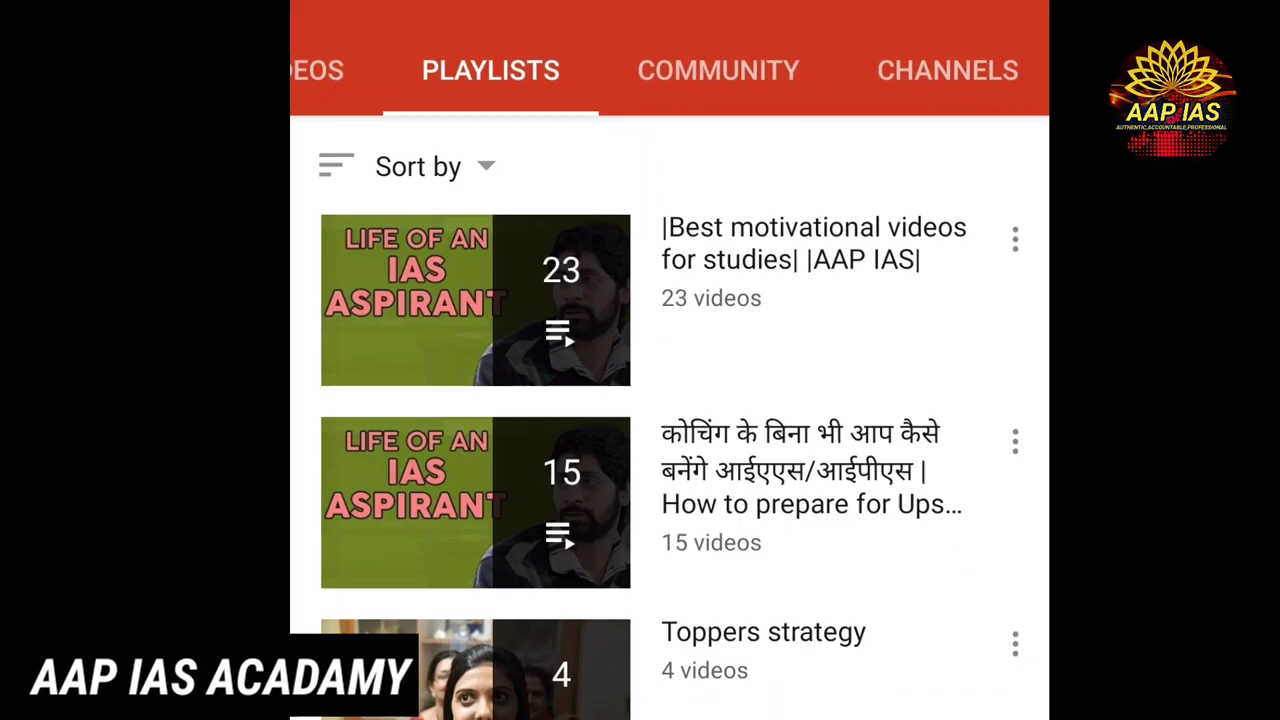 EOS
PLAYLISTS
COMMUNITY
CHANNELS
AAP IAS
AUTHENTIC,ACCOUNTABLE,PROFESSIONAL
Sort by
LIFE OF AN
IAS
ASPIRANT
23
|Best motivational videos
for studies| |AAP IAS|
23 videos
LIFE OF AN
IAS
ASPIRANT
15
कोचिंग के बिना भी आप कैसे
बनेंगे आईएएस/आईपीएस |
How to prepare for Ups...
15 videos
4
Toppers strategy
4 videos
AAP IAS ACADAMY